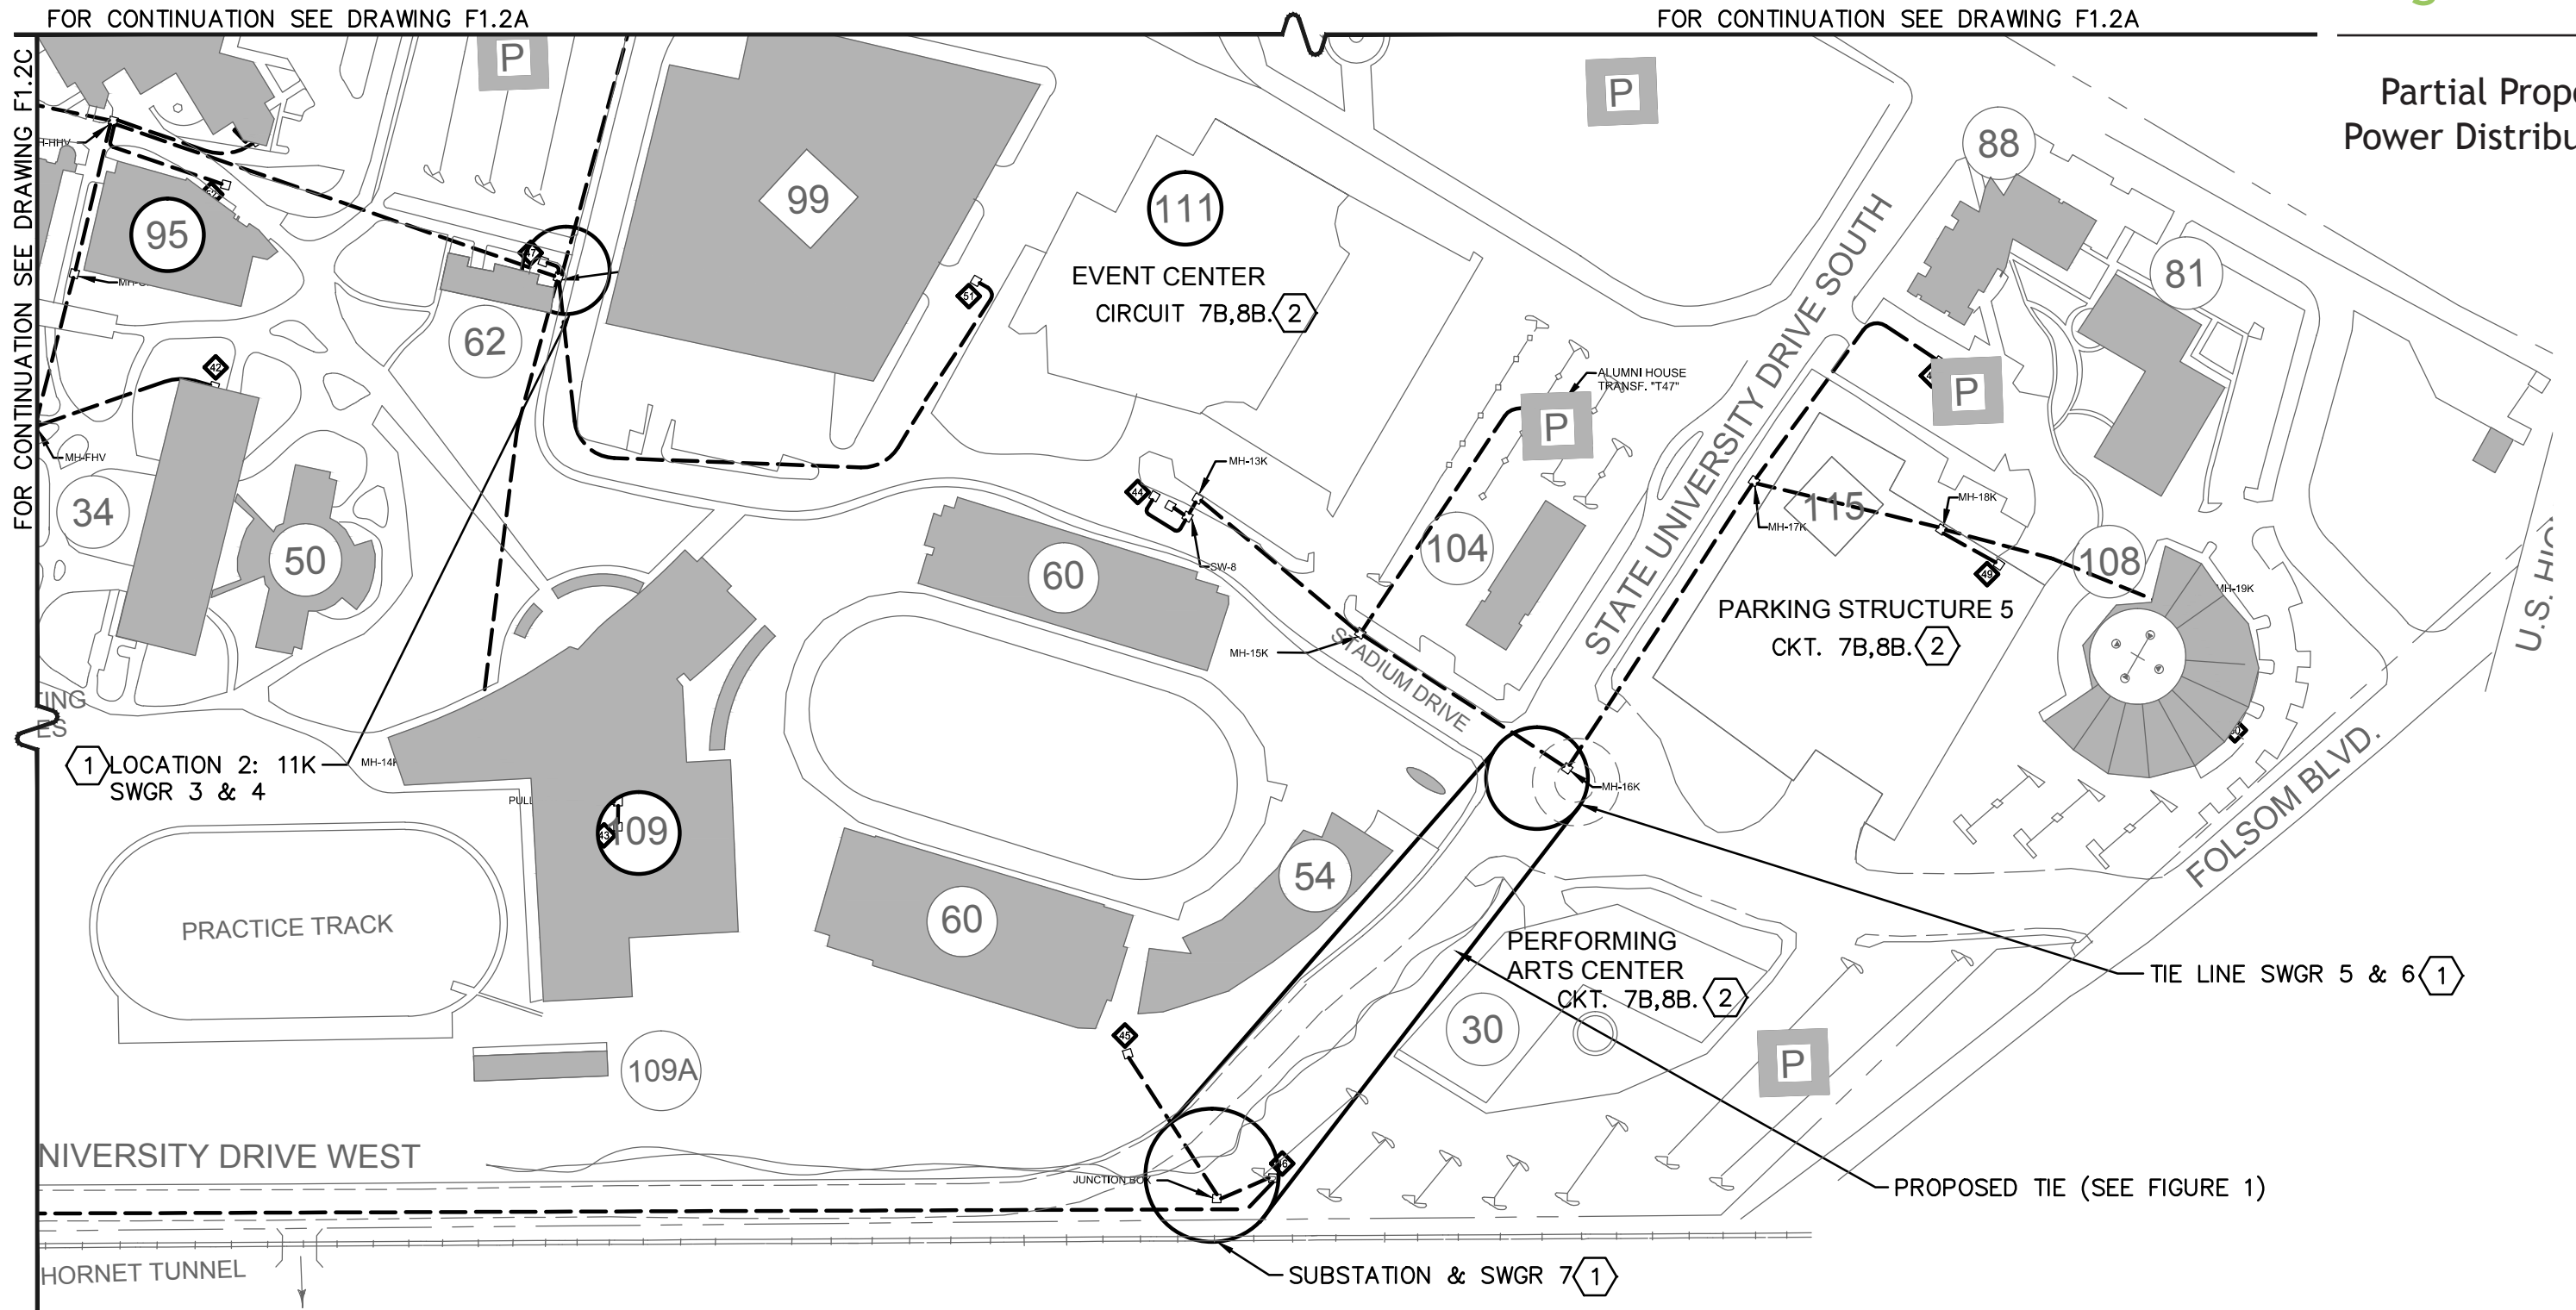 FOR CONTINUATION SEE DRAWING F1.2A
FOR CONTINUATION SEE DRAWING F1.2A
FOR CONTINUATION SEE DRAWING F1.2C
Partial
Power
P
P
88
99
111
95
81
EVENT CENTER
CIRCUIT 7B,8B. 2
62
STATE UNIVERSITY DRIVE SOUTH
42
51
ALUMNI HOUSE
TRANSF. "T47"
P
P
MH-FHV
MH-13K
44
34
50
60
SW-8
104
115
MH-17K
MH-18K
108
49
MH-19K
PARKING STRUCTURE 5
CKT. 7B,8B. 2
MH-15K
STADIUM DRIVE
U.S.
1 LOCATION 2: 11K
SWGR 3 & 4
MH-16K
109
FOLSOM BLVD.
PRACTICE TRACK
60
54
PERFORMING
ARTS CENTER
CKT. 7B,8B. 2
TIE LINE SWGR 5 & 6 1
30
45
P
109A
NIVERSITY DRIVE WEST
JUNCTION BOX
PROPOSED TIE (SEE FIGURE 1)
HORNET TUNNEL
SUBSTATION & SWGR 7 1